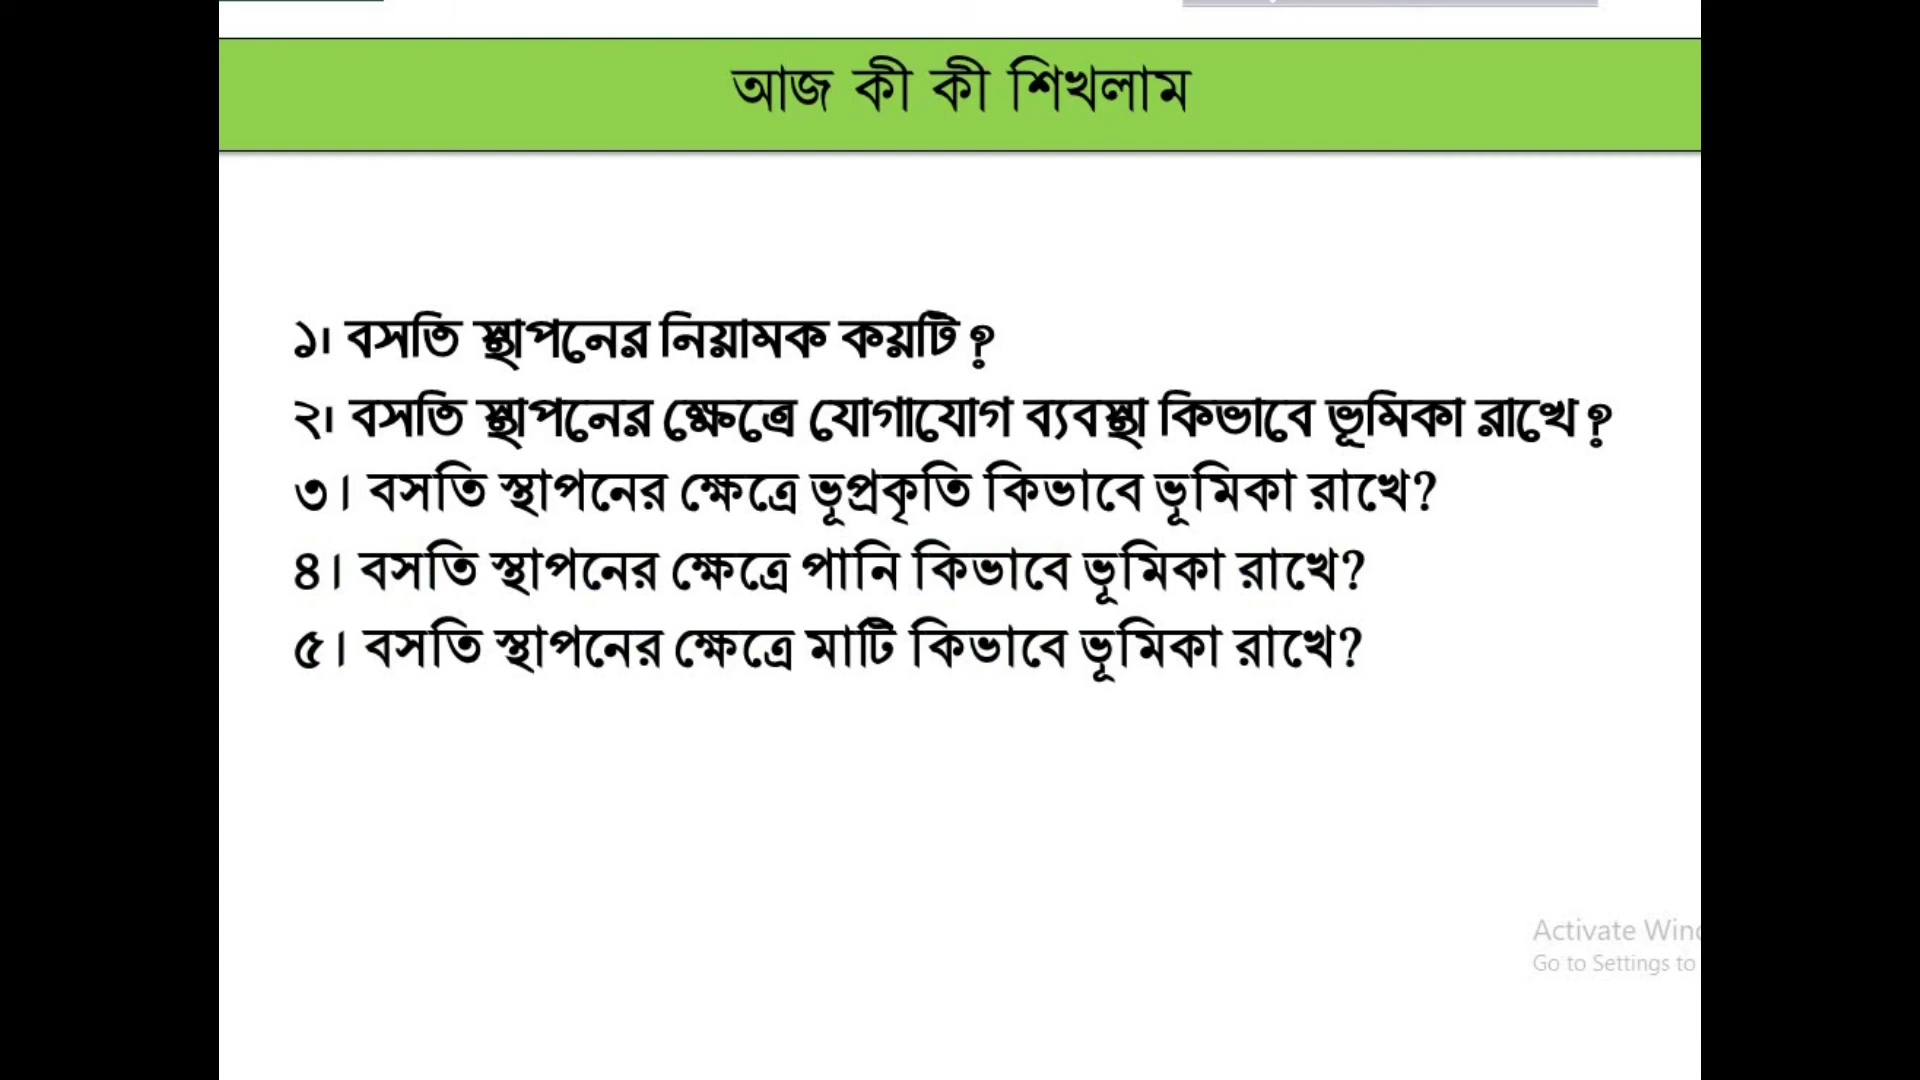 আজ কী কী শিখলাম
১। বসতি স্থাপনের নিয়ামক কয়টি ?
২। বসতি স্থাপনের ক্ষেত্রে যোগাযোগ ব্যবস্থা কিভাবে ভূমিকা রাখে ?
৩। বসতি স্থাপনের ক্ষেত্রে ভূপ্রকৃতি কিভাবে ভূমিকা রাখে?
৪। বসতি স্থাপনের ক্ষেত্রে পানি কিভাবে ভূমিকা রাখে?
৫। বসতি স্থাপনের ক্ষেত্রে মাটি কিভাবে ভূমিকা রাখে?
Activate
Go to Settings to